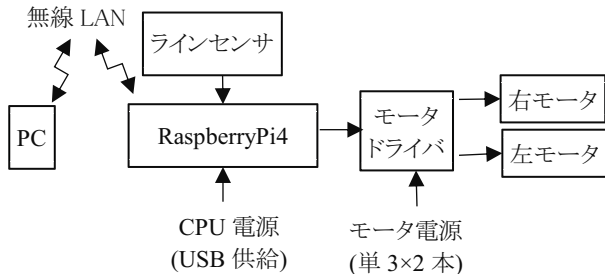 無線 LAN
ラインセンサ
PC
RaspberryPi4
モータ
ドライバ
右モータ
左モータ
CPU 電源
(USB 供給)
モータ電源
(単 3×2 本)